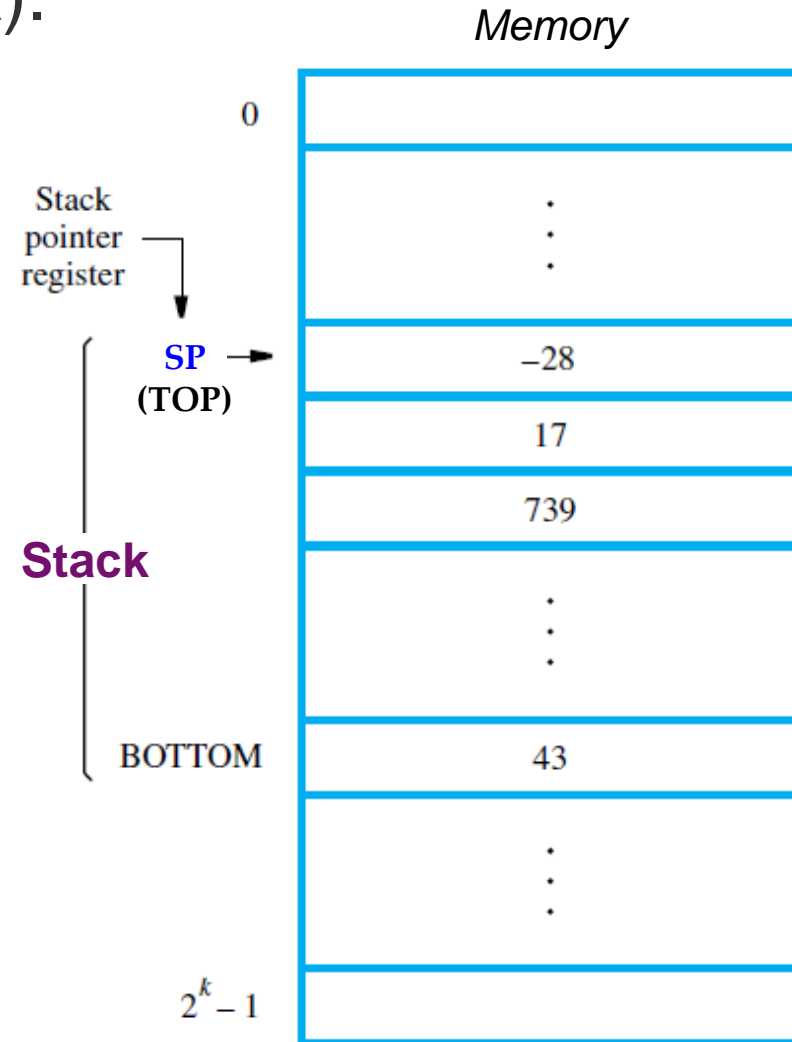 ).
Memory
0
Stack
pointer
register
SP
(TOP)
−28
17
739
Stack
BOTTOM
43
2^k – 1